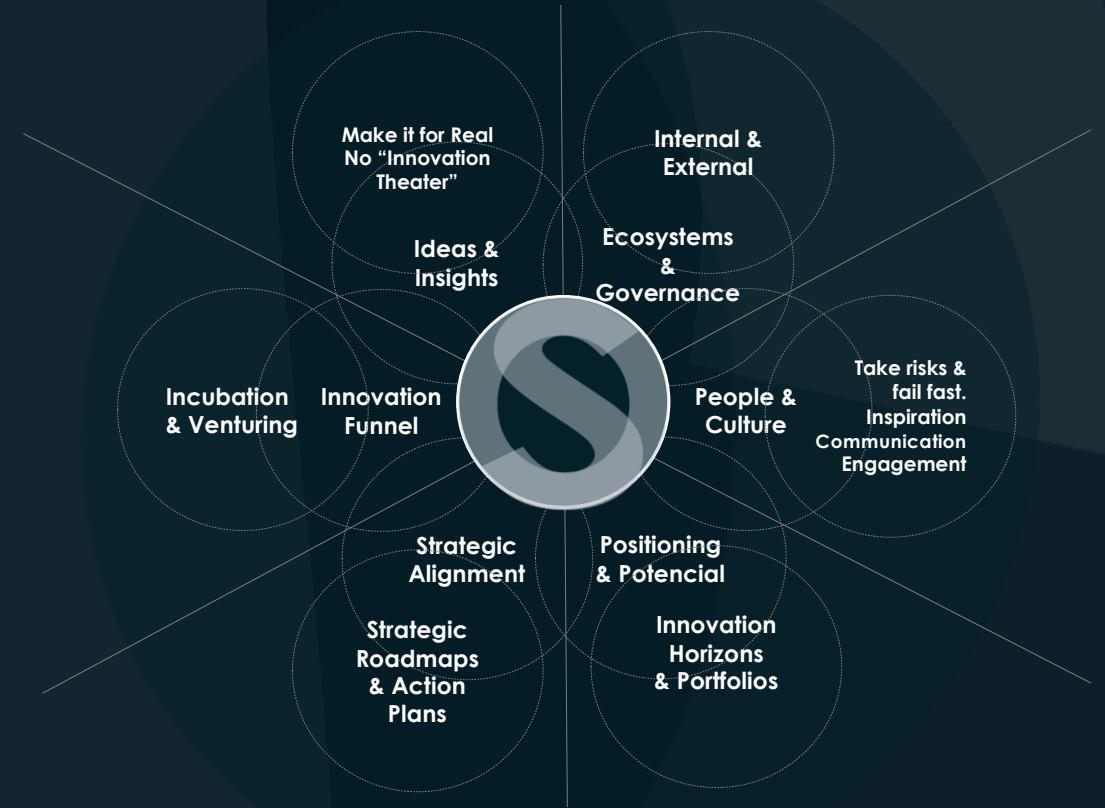 Make it for Real
No “Innovation
Theater”
Internal &
External
Ideas &
Insights
Ecosystems
&
Governance
Incubation
& Venturing
Innovation
Funnel
S
People &
Culture
Take risks &
fail fast.
Inspiration
Communication
Engagement
Strategic
Alignment
Positioning
& Potencial
Strategic
Roadmaps
& Action
Plans
Innovation
Horizons
& Portfolios